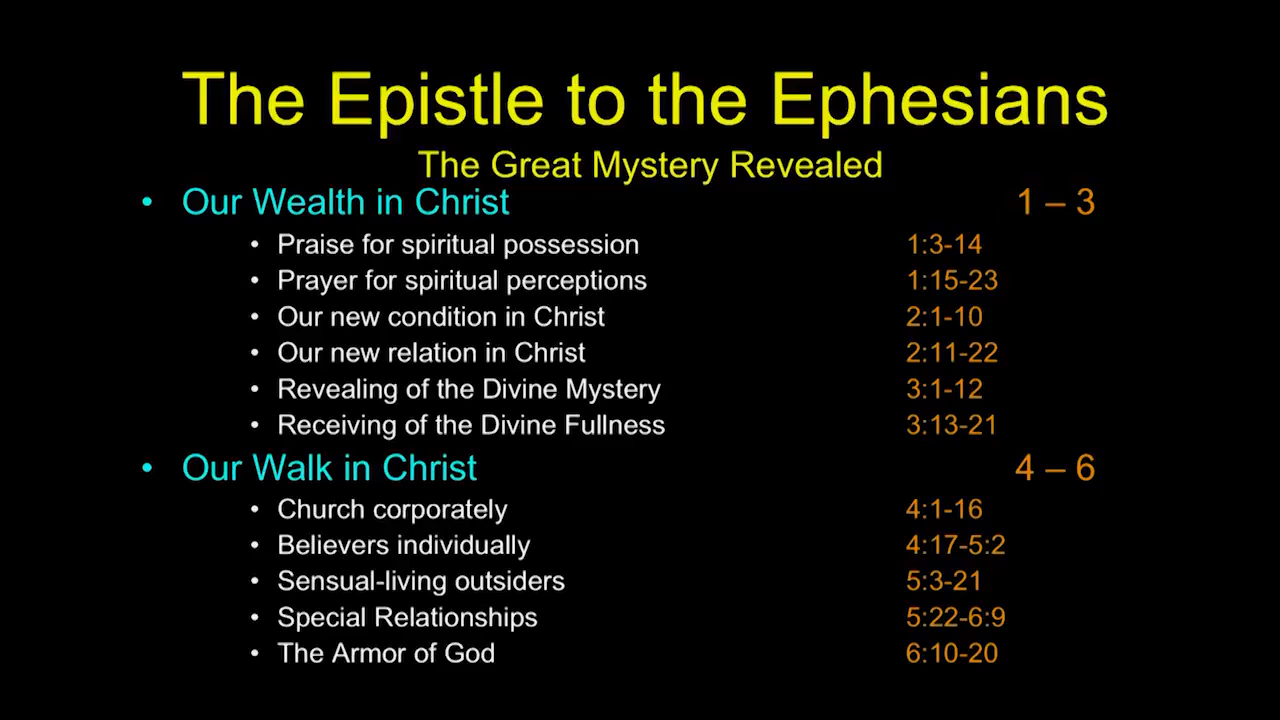 The Epistle to the Ephesians
The Great Mystery Revealed
• Our Wealth in Christ 1 – 3
• Praise for spiritual possession 1:3-14
• Prayer for spiritual perceptions 1:15-23
• Our new condition in Christ 2:1-10
• Our new relation in Christ 2:11-22
• Revealing of the Divine Mystery 3:1-12
• Receiving of the Divine Fullness 3:13-21
• Our Walk in Christ 4 – 6
• Church corporately 4:1-16
• Believers individually 4:17-5:2
• Sensual-living outsiders 5:3-21
• Special Relationships 5:22-6:9
• The Armor of God 6:10-20